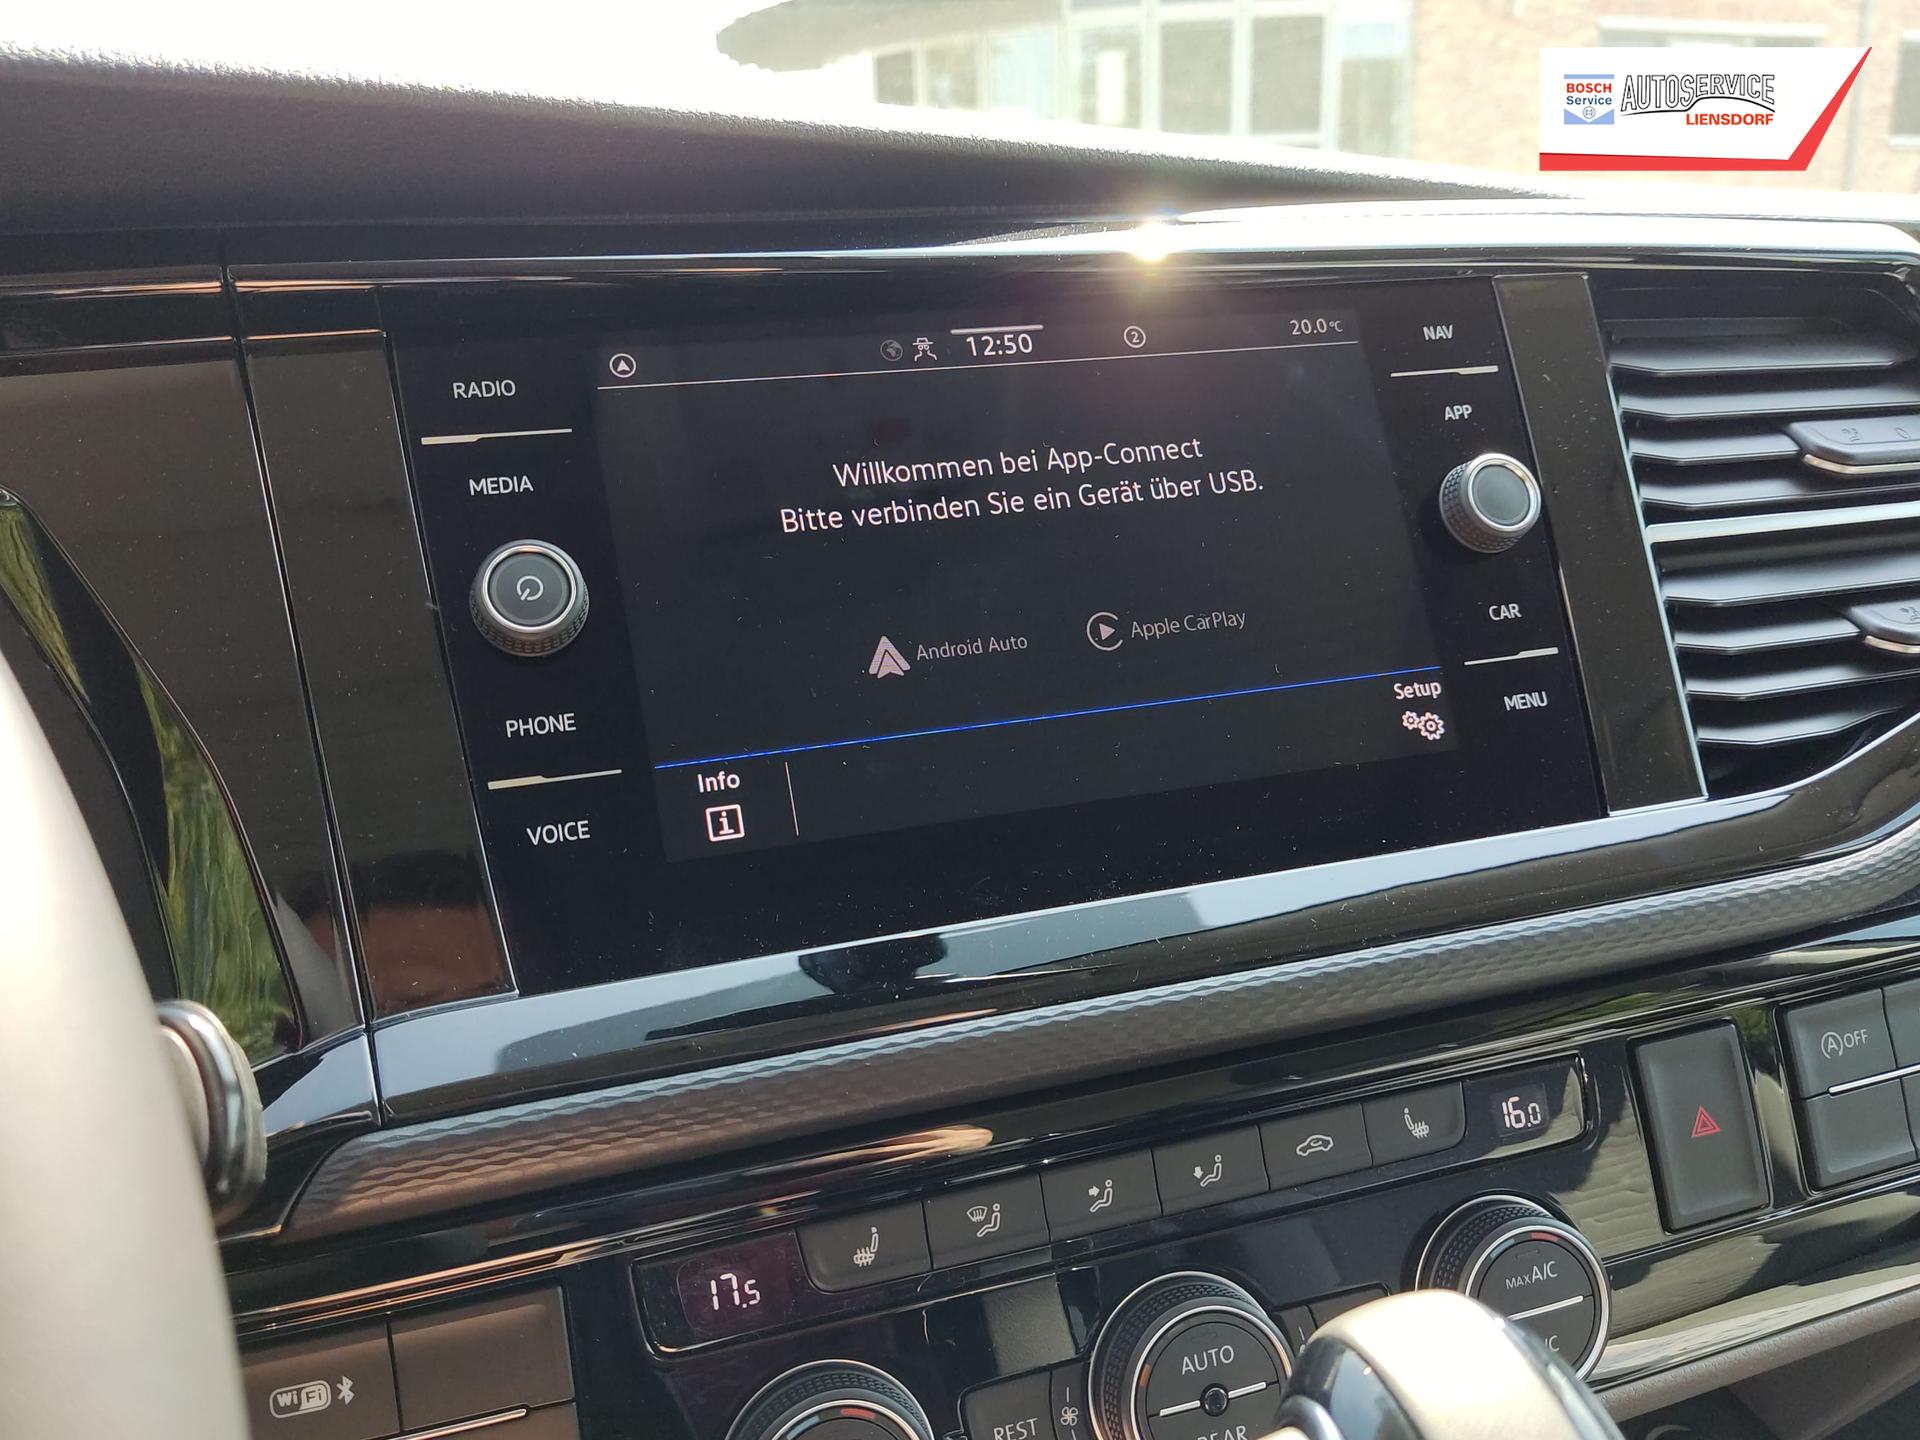 BOSCH
Service
AUTOSERVICE
LIENSDORF
RADIO
MEDIA
PHONE
VOICE
12:50
2
20.0°C
Willkommen bei App-Connect
Bitte verbinden Sie ein Gerät über USB.
Android Auto
Apple CarPlay
Setup
Info
NAV
APP
CAR
MENU
A OFF
16.0
17.5
MAX A/C
AUTO
REST
REAR
WiFi